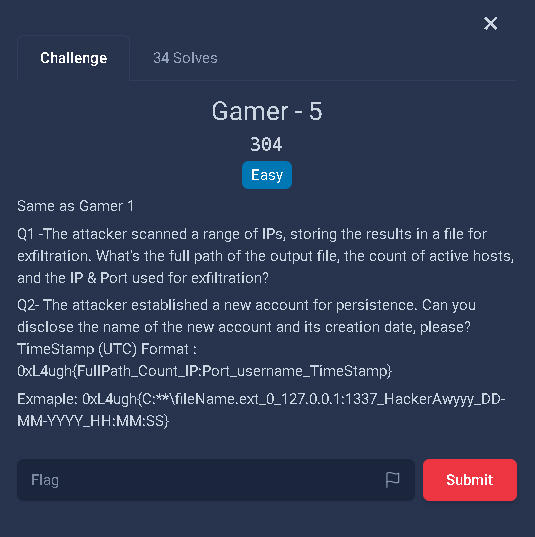 Challenge
34 Solves
Gamer - 5
304
Easy
Same as Gamer 1
Q1 -The attacker scanned a range of IPs, storing the results in a file for
exfiltration. What's the full path of the output file, the count of active hosts,
and the IP & Port used for exfiltration?
Q2- The attacker established a new account for persistence. Can you
disclose the name of the new account and its creation date, please?
TimeStamp (UTC) Format :
0xL4ugh{FullPath_Count_IP:Port_username_TimeStamp}
Exmaple: 0xL4ugh{C:**\fileName.ext_0_127.0.0.1:1337_HackerAwyyy_DD-
MM-YYYY_HH:MM:SS}
Flag
Submit